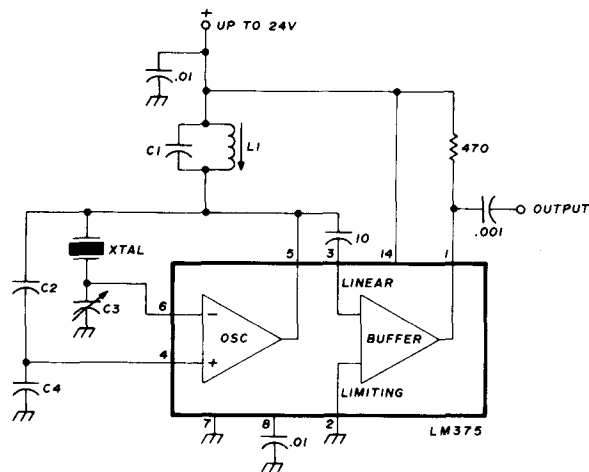 +
UP TO 24V
.01
C1
L1
470
.001
OUTPUT
XTAL
10
5
3
14
1
C2
C3
6
LINEAR
−
OSC
BUFFER
4
+
C4
LIMITING
7
8
2
LM375
.01